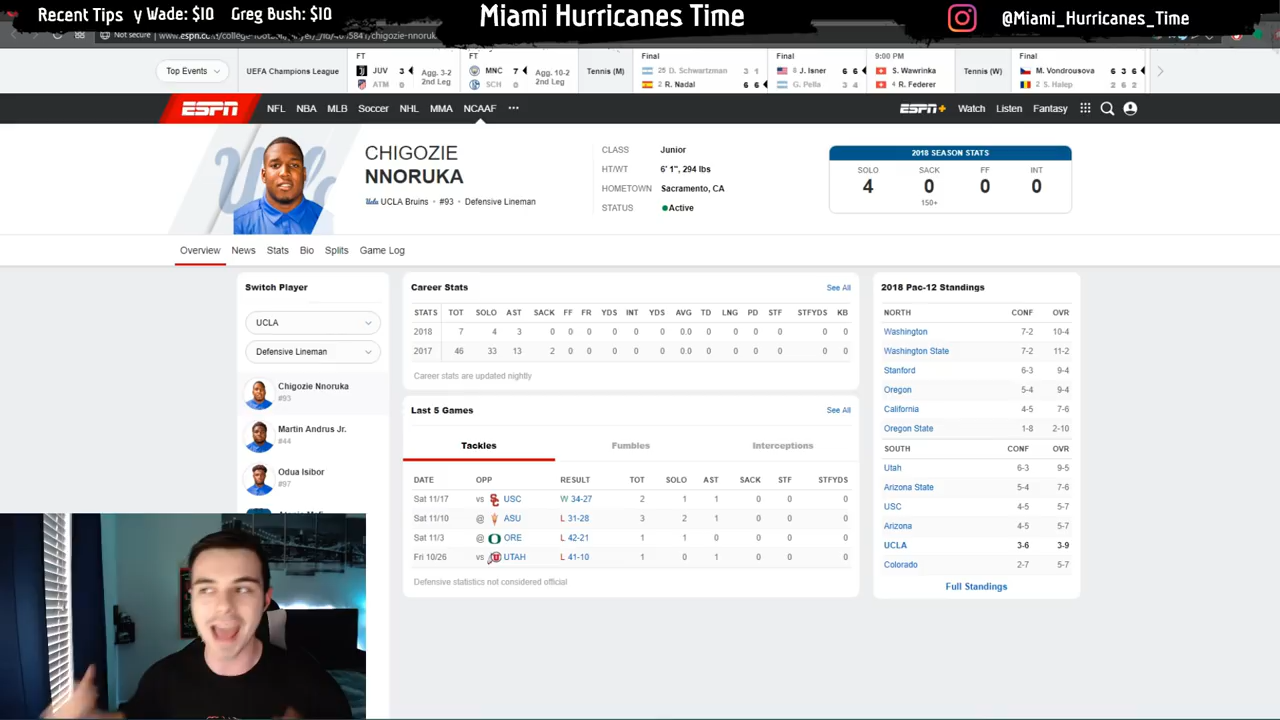 Recent Tips y Wade: $10 Greg Bush: $10
Miami Hurricanes Time
@Miami_Hurricanes_Time
Not secure
Top Events
UEFA Champions League
FT
JUV 3 Agg. 3-2
ATM 0 2nd Leg
FT
MNC 7 Agg. 10-2
SCH 0 2nd Leg
Tennis (M)
Final
25 D. Schwartzman 3 1
2 R. Nadal 6 6
Final
8 J. Isner 6 6
G. Pella 3 4
9:00 PM
S. Wawrinka
4 R. Federer
Tennis (W)
Final
M. Vondrousova 6 3 6
2 S. Halep 2 6 2
ESPN NFL NBA MLB Soccer NHL MMA NCAAF ••• ESPN+ Watch Listen Fantasy
CHIGOZIE
NNORUKA
UCLA Bruins • #93 • Defensive Lineman
CLASS Junior
HT/WT 6' 1", 294 lbs
HOMETOWN Sacramento, CA
STATUS Active
2018 SEASON STATS
SOLO SACK FF INT
4 0 0 0
150+
Overview News Stats Bio Splits Game Log
Switch Player
UCLA
Defensive Lineman
Chigozie Nnoruka
#93
Martin Andrus Jr.
#44
Odua Isibor
#97
Career Stats See All
STATS TOT SOLO AST SACK FF FR YDS INT YDS AVG TD LNG PD STF STFYDS KB
2018 7 4 3 0 0 0 0 0 0 0.0 0 0 0 0 0 0
2017 46 33 13 2 0 0 0 0 0 0.0 0 0 0 0 0 0
Career stats are updated nightly
Last 5 Games See All
Tackles Fumbles Interceptions
DATE OPP RESULT TOT SOLO AST SACK STF STFYDS
Sat 11/17 vs USC W 34-27 2 1 1 0 0 0
Sat 11/10 @ ASU L 31-28 3 2 1 0 0 0
Sat 11/3 @ ORE L 42-21 1 1 0 0 0 0
Fri 10/26 vs UTAH L 41-10 1 0 1 0 0 0
Defensive statistics not considered official
2018 Pac-12 Standings
NORTH CONF OVR
Washington 7-2 10-4
Washington State 7-2 11-2
Stanford 6-3 9-4
Oregon 5-4 9-4
California 4-5 7-6
Oregon State 1-8 2-10
SOUTH CONF OVR
Utah 6-3 9-5
Arizona State 5-4 7-6
USC 4-5 5-7
Arizona 4-5 5-7
UCLA 3-6 3-9
Colorado 2-7 5-7
Full Standings